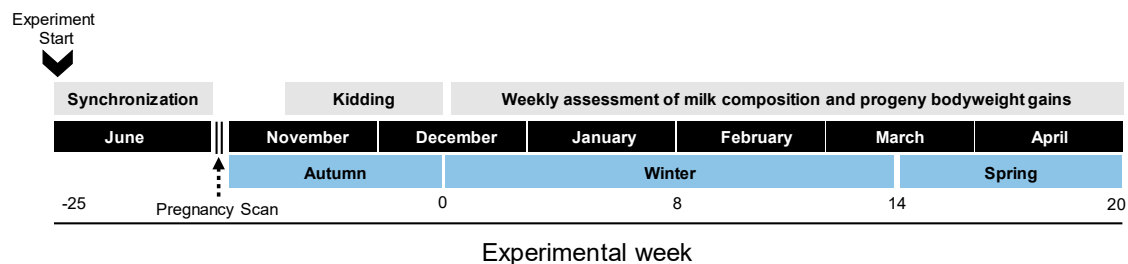 Experiment
Start
Synchronization Kidding Weekly assessment of milk composition and progeny bodyweight gains
June November December January February March April
Autumn Winter Spring
-25 0 8 14 20
Pregnancy Scan
Experimental week